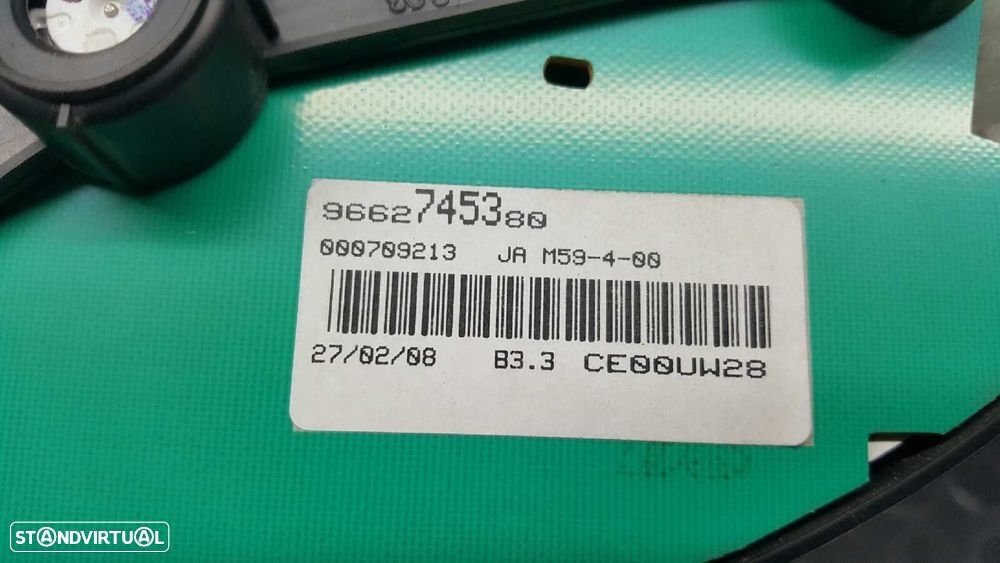 9662745380
000709213 JA M59-4-00
27/02/08 B3.3 CE00UW28
STANDVIRTUAL